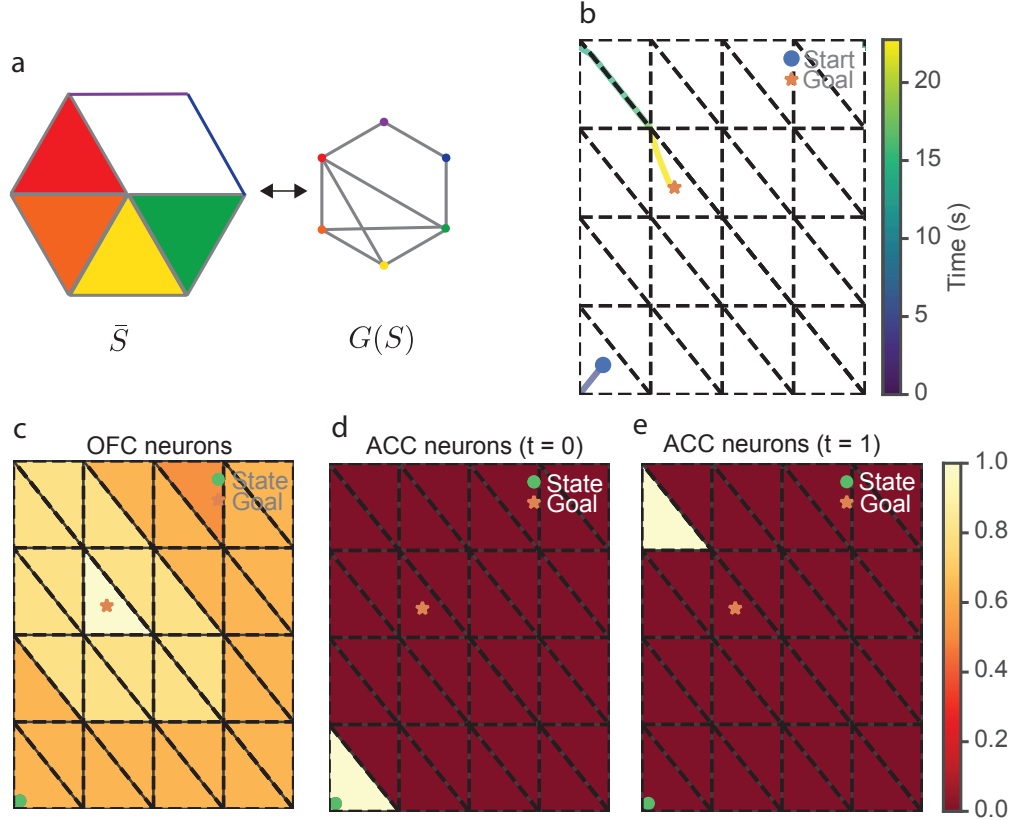 a
S̄
G(S)
b
Start
Goal
20
15
10
5
0
Time (s)
c
OFC neurons
State
Goal
d
ACC neurons (t = 0)
State
Goal
e
ACC neurons (t = 1)
State
Goal
1.0
0.8
0.6
0.4
0.2
0.0